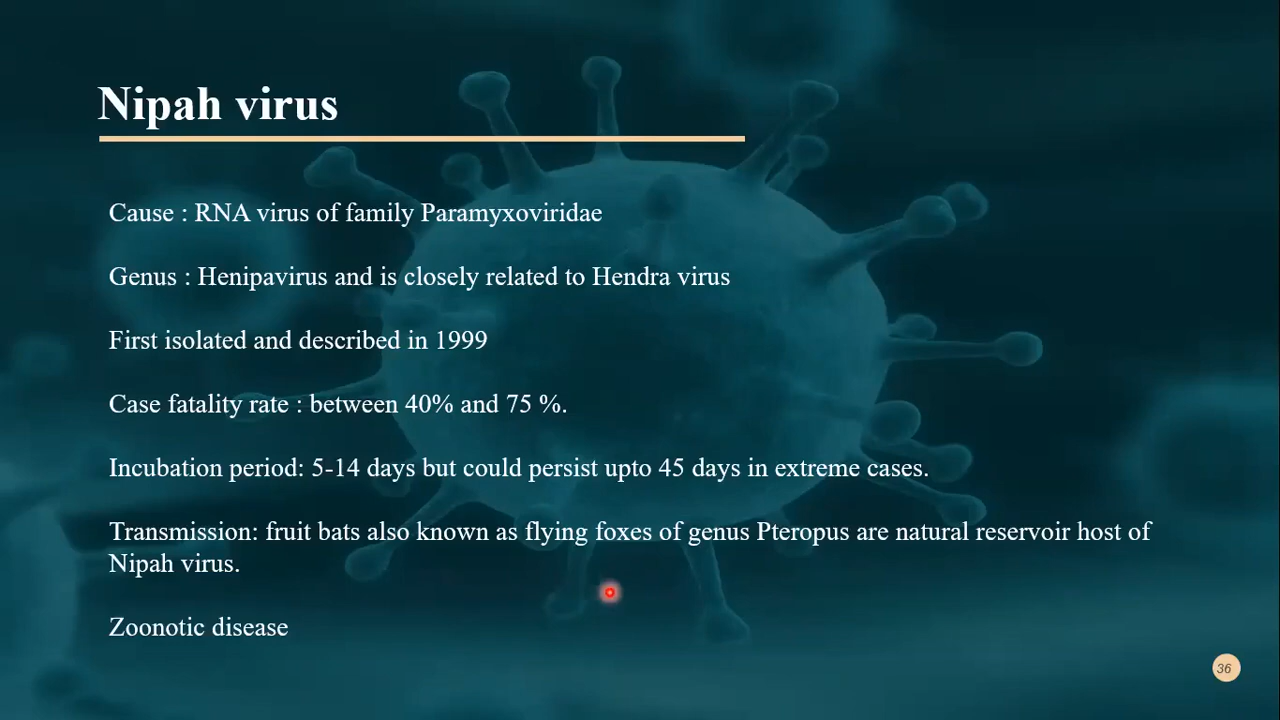 Nipah virus
Cause : RNA virus of family Paramyxoviridae
Genus : Henipavirus and is closely related to Hendra virus
First isolated and described in 1999
Case fatality rate : between 40% and 75 %.
Incubation period: 5-14 days but could persist upto 45 days in extreme cases.
Transmission: fruit bats also known as flying foxes of genus Pteropus are natural reservoir host of
Nipah virus.
Zoonotic disease
36